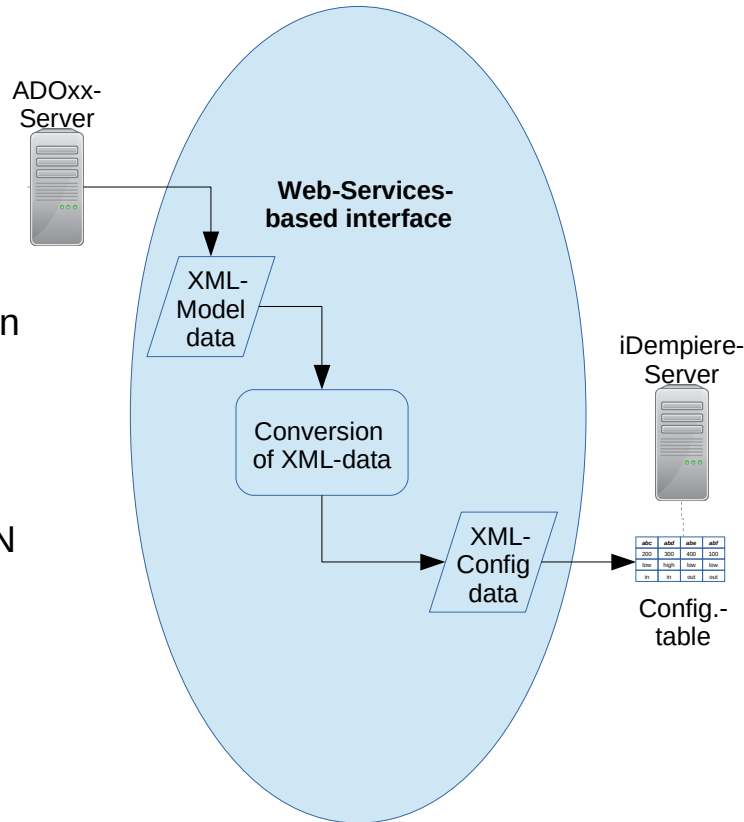 ADOxx-
Server
Web-Services-
based interface
XML-
Model
data
n
iDempiere-
Server
Conversion
of XML-data
N
XML-
Config
data
abc abd abe abf
200 300 400 100
low high low low
in in out out
Config.-
table